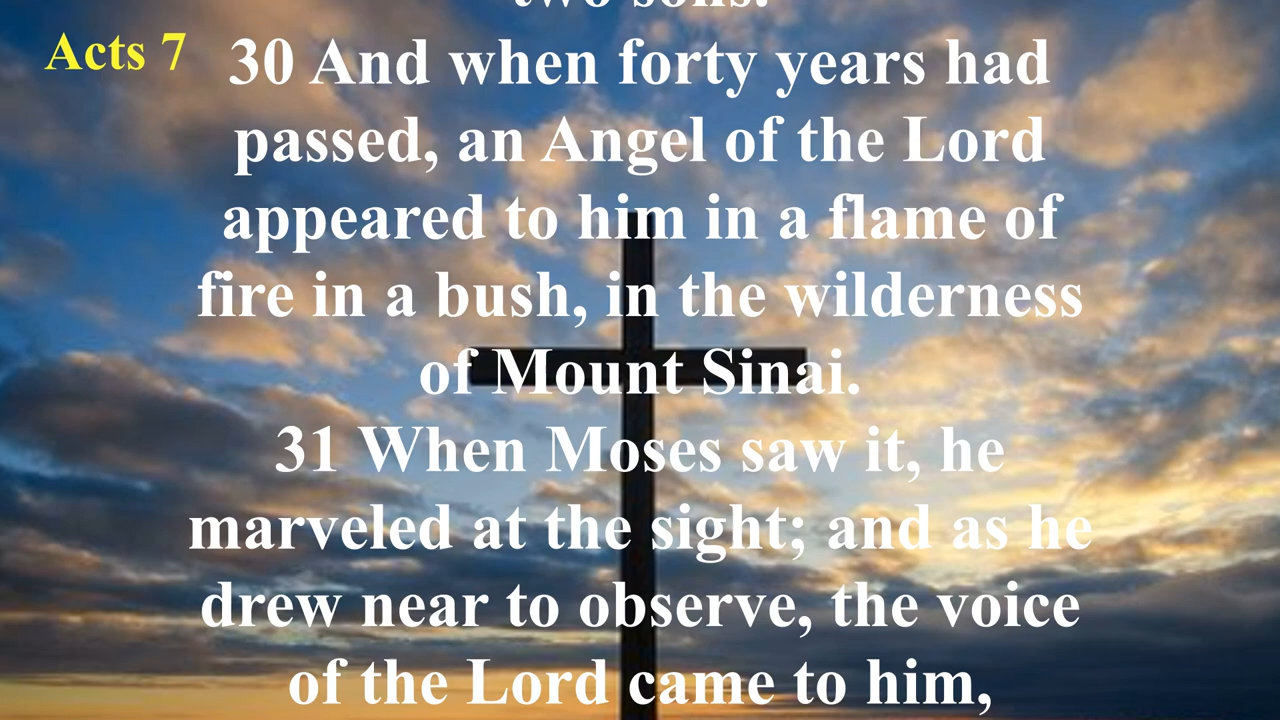 two sons.
Acts 7
30 And when forty years had
passed, an Angel of the Lord
appeared to him in a flame of
fire in a bush, in the wilderness
of Mount Sinai.
31 When Moses saw it, he
marveled at the sight; and as he
drew near to observe, the voice
of the Lord came to him,